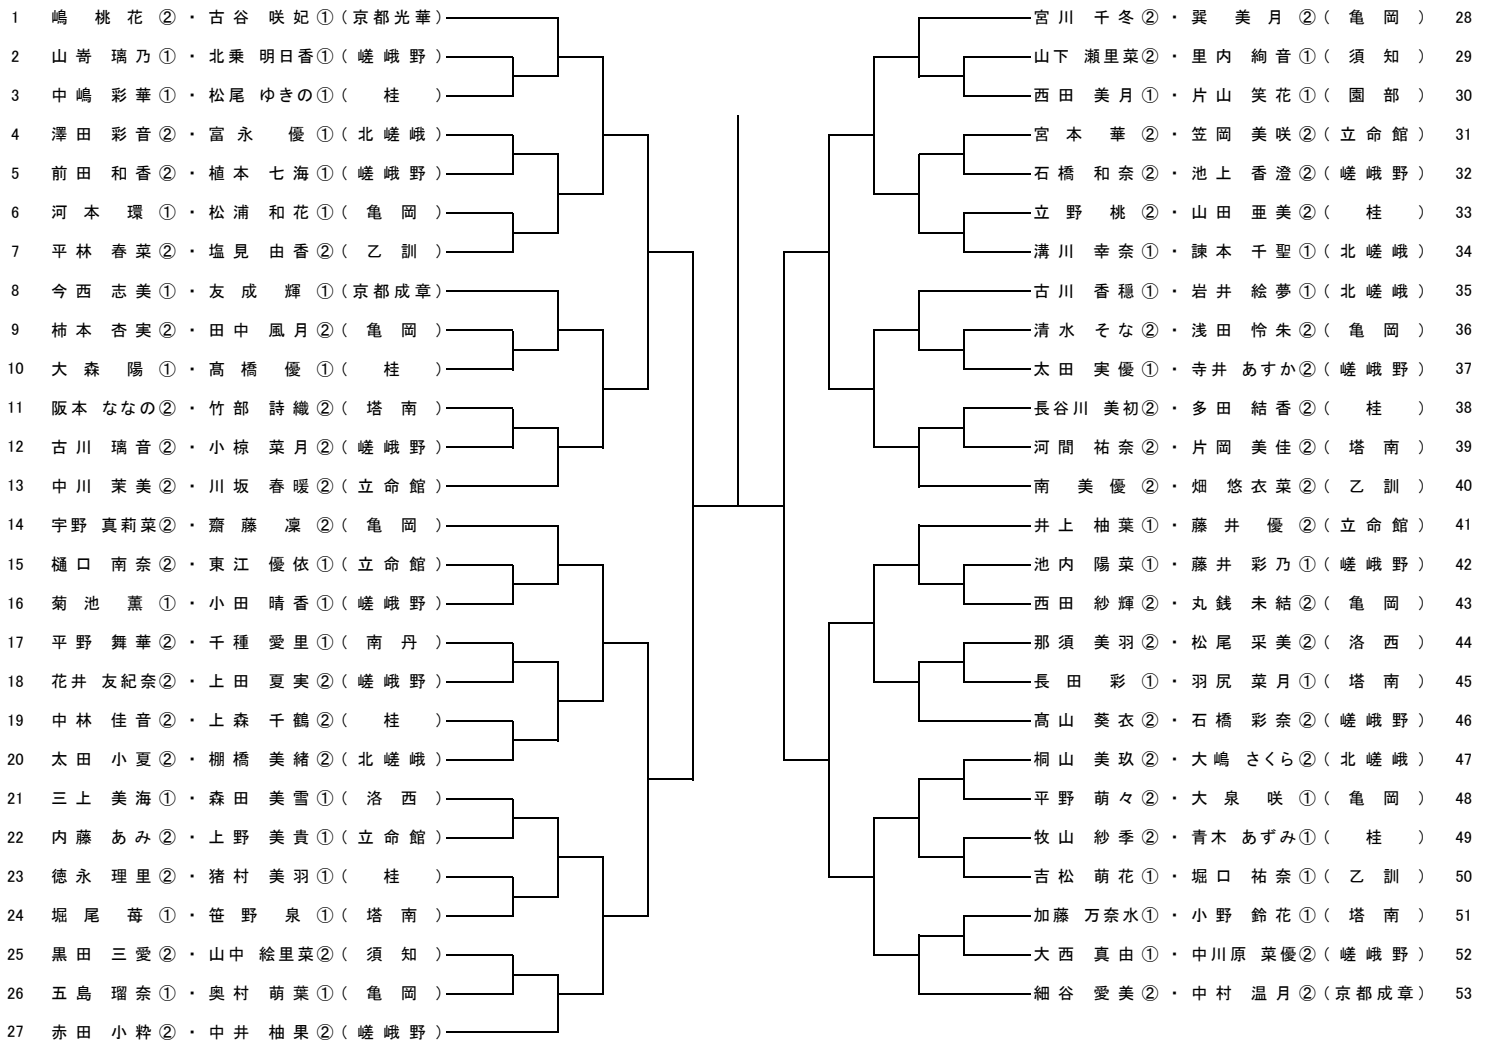 1 嶋 桃花②・古谷 咲妃①(京都光華)
2 山嵜 璃乃①・北乗 明日香①(嵯峨野)
3 中嶋 彩華①・松尾 ゆきの①(桂)
4 澤田 彩音②・富永 優①(北嵯峨)
5 前田 和香②・植本 七海①(嵯峨野)
6 河本 環①・松浦 和花①(亀岡)
7 平林 春菜②・塩見 由香②(乙訓)
8 今西 志美①・友成 輝①(京都成章)
9 柿本 杏実②・田中 風月②(亀岡)
10 大森 陽①・髙橋 優①(桂)
11 阪本 ななの②・竹部 詩織②(塔南)
12 古川 璃音②・小椋 菜月②(嵯峨野)
13 中川 茉美②・川坂 春暖②(立命館)
14 宇野 真莉菜②・齋藤 凜②(亀岡)
15 樋口 南奈②・東江 優依①(立命館)
16 菊池 薫①・小田 晴香①(嵯峨野)
17 平野 舞華②・千種 愛里①(南丹)
18 花井 友紀奈②・上田 夏実②(嵯峨野)
19 中林 佳音②・上森 千鶴②(桂)
20 太田 小夏②・棚橋 美緒②(北嵯峨)
21 三上 美海①・森田 美雪①(洛西)
22 内藤 あみ②・上野 美貴①(立命館)
23 徳永 理里②・猪村 美羽①(桂)
24 堀尾 苺①・笹野 泉①(塔南)
25 黒田 三愛②・山中 絵里菜②(須知)
26 五島 瑠奈①・奥村 萌葉①(亀岡)
27 赤田 小粋②・中井 柚果②(嵯峨野)
宮川 千冬②・巽 美月②(亀岡) 28
山下 瀬里菜②・里内 絢音①(須知) 29
西田 美月①・片山 笑花①(園部) 30
宮本 華②・笠岡 美咲②(立命館) 31
石橋 和奈②・池上 香澄②(嵯峨野) 32
立野 桃②・山田 亜美②(桂) 33
溝川 幸奈①・諫本 千聖①(北嵯峨) 34
古川 香穏①・岩井 絵夢①(北嵯峨) 35
清水 そな②・浅田 怜朱②(亀岡) 36
太田 実優①・寺井 あすか②(嵯峨野) 37
長谷川 美初②・多田 結香②(桂) 38
河間 祐奈②・片岡 美佳②(塔南) 39
南 美優②・畑 悠衣菜②(乙訓) 40
井上 柚葉①・藤井 優②(立命館) 41
池内 陽菜①・藤井 彩乃①(嵯峨野) 42
西田 紗輝②・丸銭 未結②(亀岡) 43
那須 美羽②・松尾 采美②(洛西) 44
長田 彩①・羽尻 菜月①(塔南) 45
髙山 葵衣②・石橋 彩奈②(嵯峨野) 46
桐山 美玖②・大嶋 さくら②(北嵯峨) 47
平野 萌々②・大泉 咲①(亀岡) 48
牧山 紗季②・青木 あずみ①(桂) 49
吉松 萌花①・堀口 祐奈①(乙訓) 50
加藤 万奈水①・小野 鈴花①(塔南) 51
大西 真由①・中川原 菜優②(嵯峨野) 52
細谷 愛美②・中村 温月②(京都成章) 53